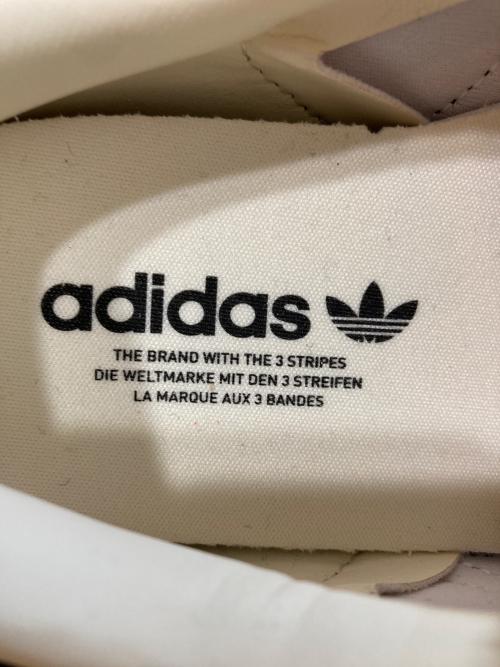 adidas
THE BRAND WITH THE 3 STRIPES
DIE WELTMARKE MIT DEN 3 STREIFEN
LA MARQUE AUX 3 BANDES